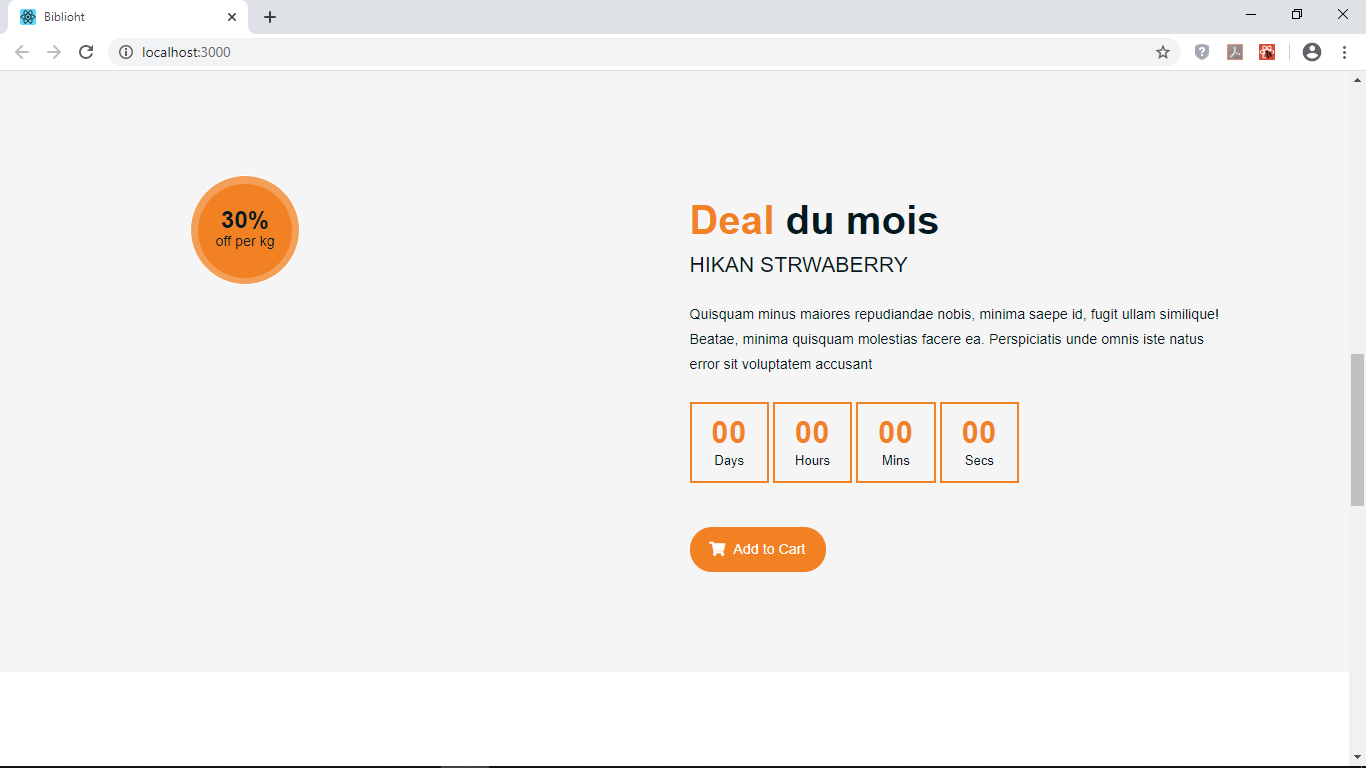 Biblioht
localhost:3000
30%
off per kg
Deal du mois
HIKAN STRWABERRY
Quisquam minus maiores repudiandae nobis, minima saepe id, fugit ullam similique!
Beatae, minima quisquam molestias facere ea. Perspiciatis unde omnis iste natus
error sit voluptatem accusant
00 00 00 00
Days Hours Mins Secs
Add to Cart